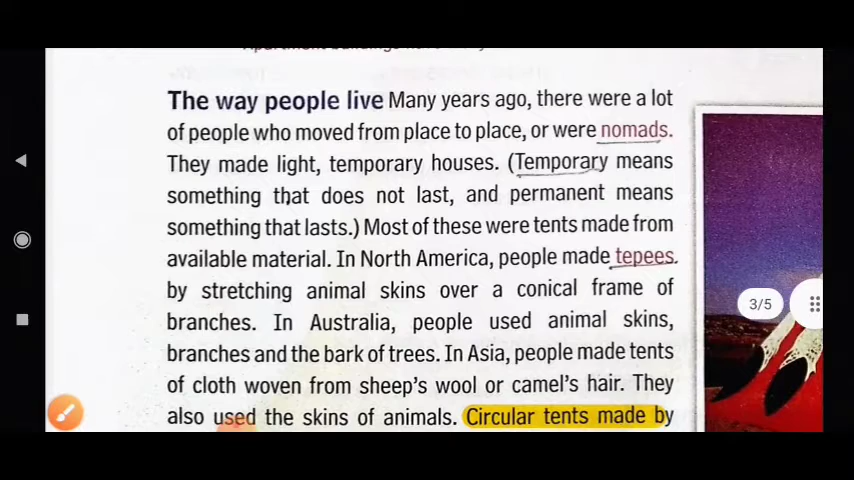 The way people live Many years ago, there were a lot
of people who moved from place to place, or were nomads.
They made light, temporary houses. (Temporary means
something that does not last, and permanent means
something that lasts.) Most of these were tents made from
available material. In North America, people made tepees.
by stretching animal skins over a conical frame of
branches. In Australia, people used animal skins,
branches and the bark of trees. In Asia, people made tents
of cloth woven from sheep's wool or camel's hair. They
also used the skins of animals. Circular tents made by
3/5